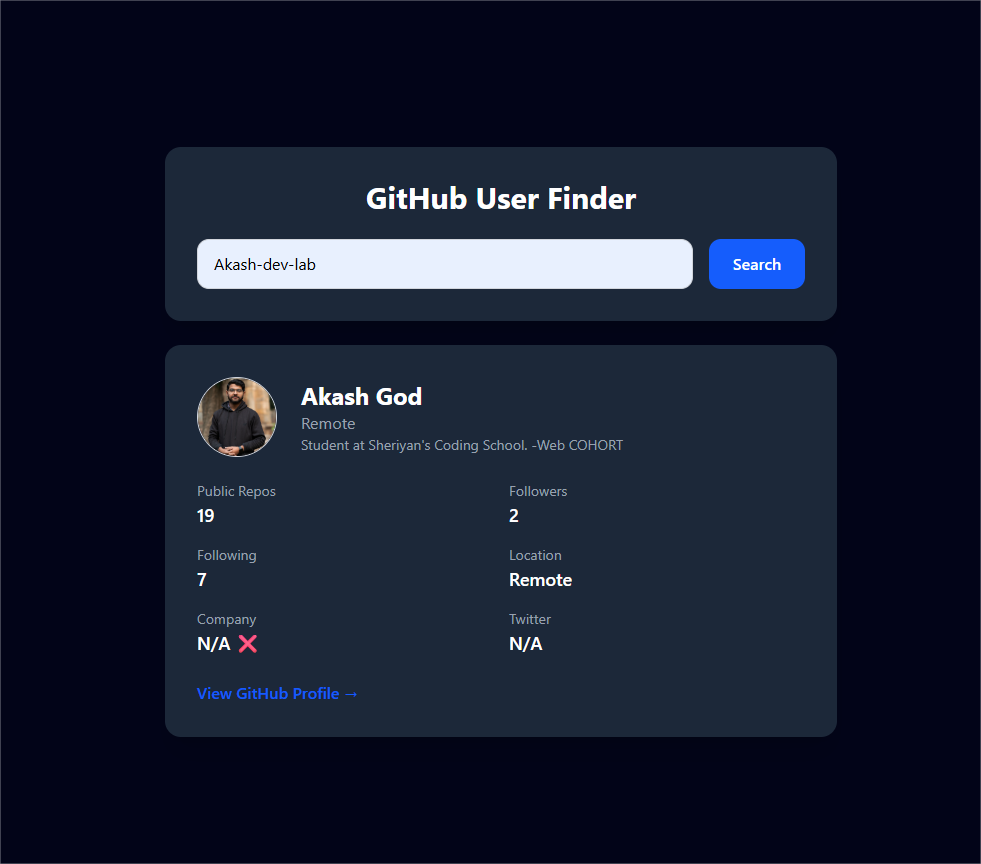 GitHub User Finder
Akash-dev-lab
Search
Akash God
Remote
Student at Sheriyan's Coding School. -Web COHORT
Public Repos
19
Followers
2
Following
7
Location
Remote
Company
N/A ❌
Twitter
N/A
View GitHub Profile →